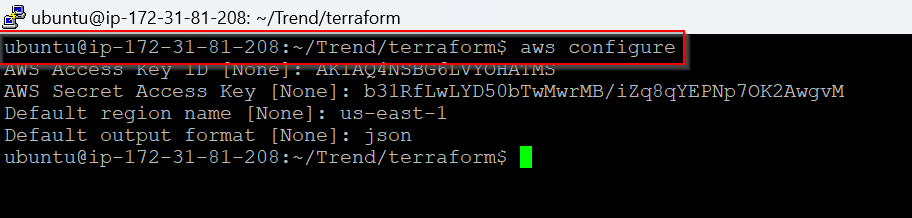 ubuntu@ip-172-31-81-208: ~/Trend/terraform
ubuntu@ip-172-31-81-208:~/Trend/terraform$ aws configure
AWS Access Key ID [None]: AKIAQ4NSBG6LVYOHATMS
AWS Secret Access Key [None]: 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
Default region name [None]: us-east-1
Default output format [None]: json
ubuntu@ip-172-31-81-208:~/Trend/terraform$